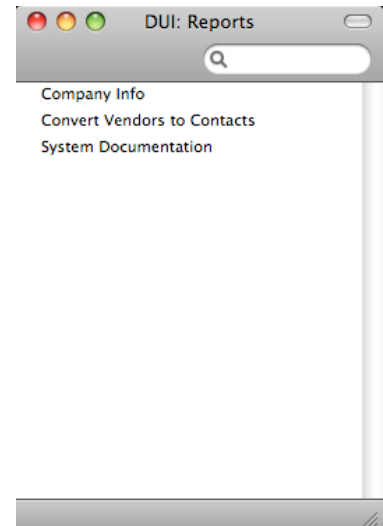 DUI: Reports
Company Info
Convert Vendors to Contacts
System Documentation